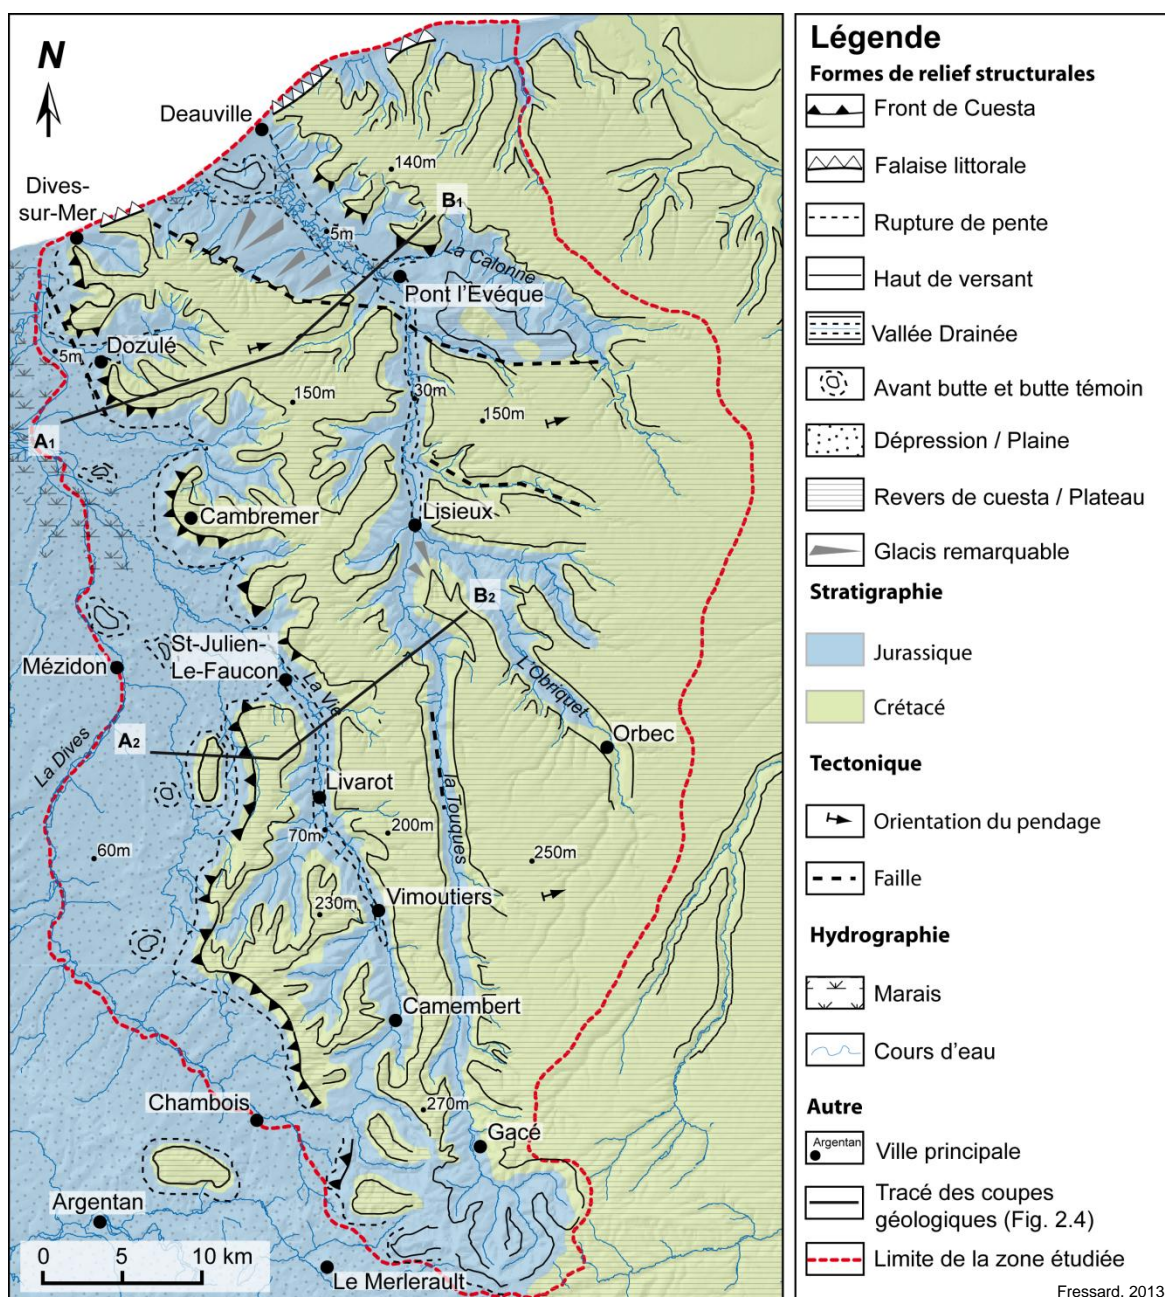 N
Deauville
Dives-
sur-Mer
140m
B1
5m
La Calonne
Pont l'Evéque
Dozulé
5m
150m
30m
150m
A1
Cambremer
Lisieux
B2
St-Julien-
Le-Faucon
La Vie
Mézidon
L'Obriquet
La Dives
A2
Orbec
Livarot
la Touques
70m
200m
60m
250m
230m
Vimoutiers
Camembert
Chambois
270m
Gacé
Argentan
0 5 10 km
Le Merlerault
Légende
Formes de relief structurales
Front de Cuesta
Falaise littorale
Rupture de pente
Haut de versant
Vallée Drainée
Avant butte et butte témoin
Dépression / Plaine
Revers de cuesta / Plateau
Glacis remarquable
Stratigraphie
Jurassique
Crétacé
Tectonique
Orientation du pendage
Faille
Hydrographie
Marais
Cours d'eau
Autre
Argentan
Ville principale
Tracé des coupes
géologiques (Fig. 2.4)
Limite de la zone étudiée
Fressard, 2013